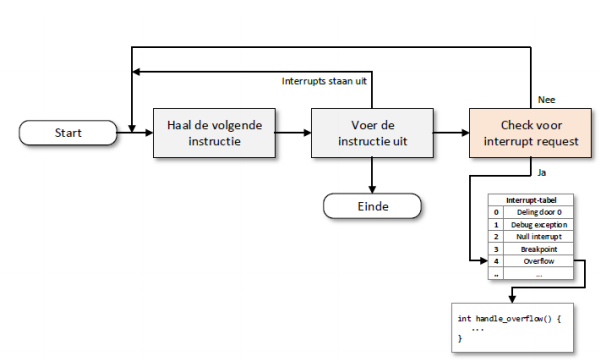 Nee
Interrupts staan uit
Start
Haal de volgende
instructie
Voer de
instructie uit
Check voor
interrupt request
Ja
Einde
Interrupt-tabel
0 Deling door 0
1 Debug exception
2 Null interrupt
3 Breakpoint
4 Overflow
.. ...
int handle_overflow() {
...
}